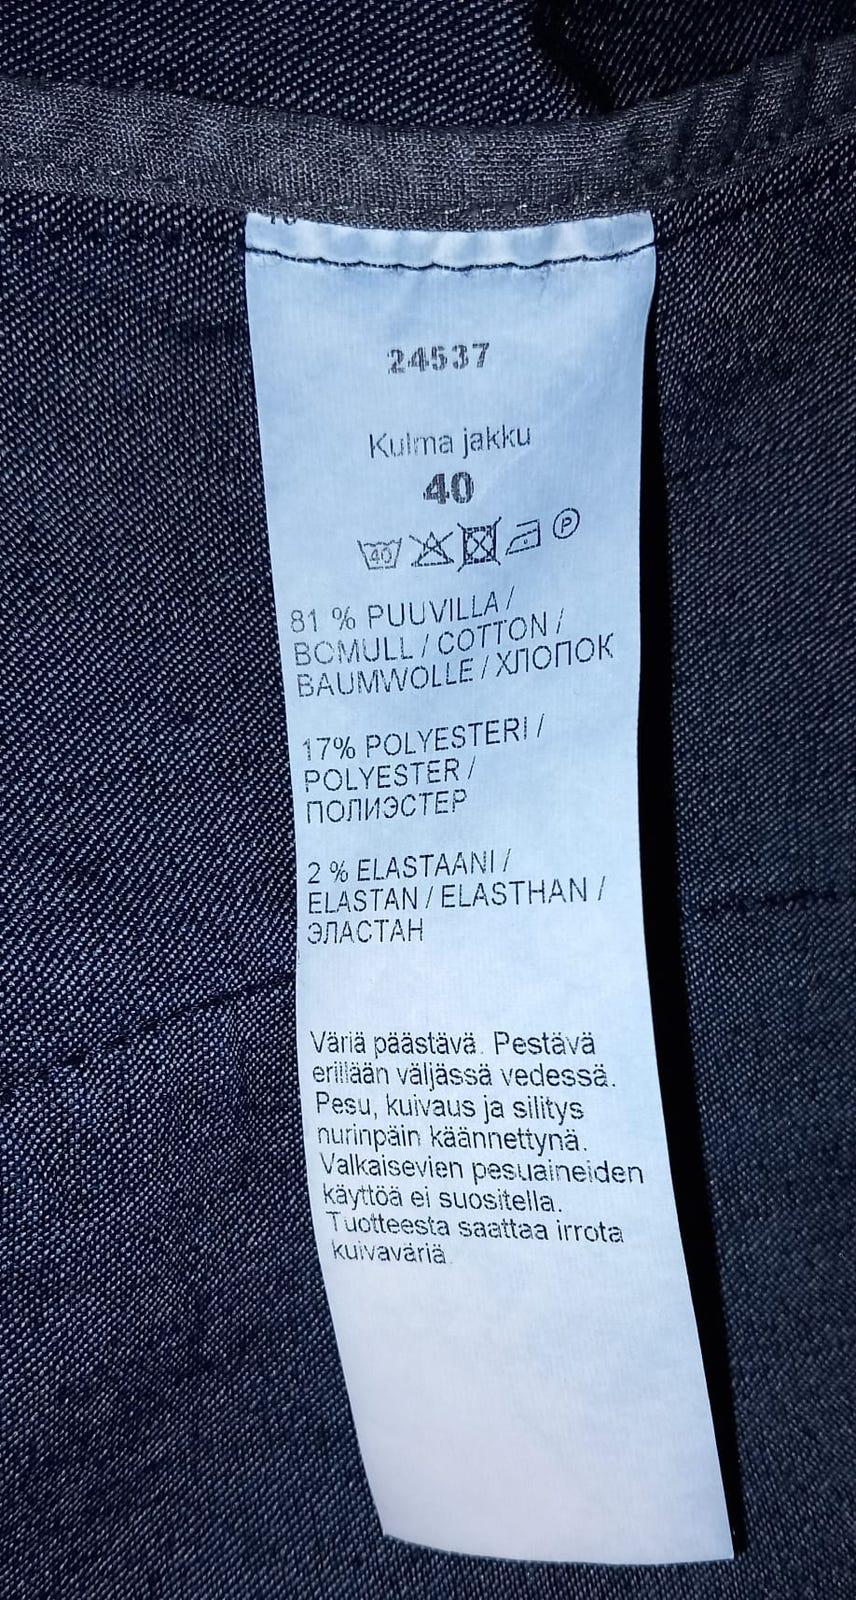 24537
Kulma jakku
40
40 P
81 % PUUVILLA /
BOMULL / COTTON /
BAUMWOLLE / ХЛОПОК
17% POLYESTERI /
POLYESTER /
ПОЛИЭСТЕР
2 % ELASTAANI /
ELASTAN / ELASTHAN /
ЭЛАСТАН
Väriä päästävä. Pestävä
erillään väljässä vedessä.
Pesu, kuivaus ja silitys
nurinpäin käännettynä.
Valkaisevien pesuaineiden
käyttöä ei suositella.
Tuotteesta saattaa irrota
kuivaväriä.